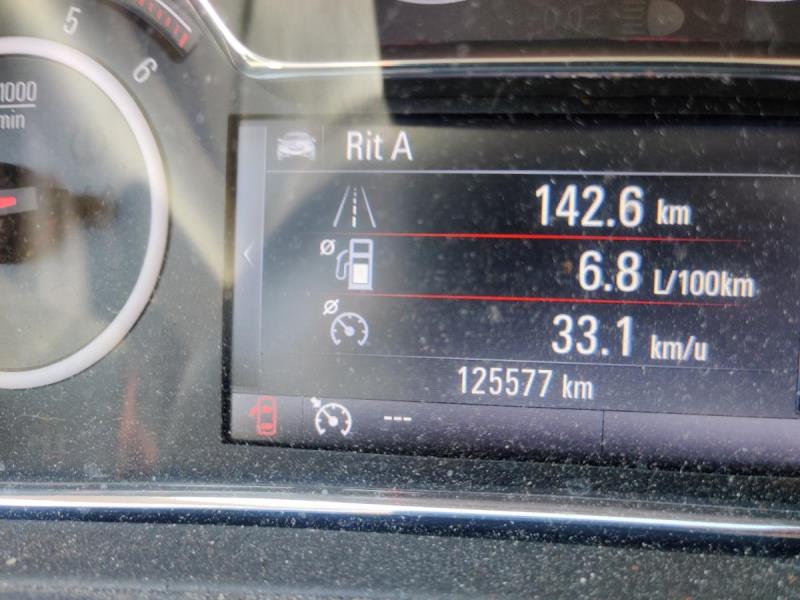 5
6
1000
min
Rit A
142.6 km
Ø 6.8 L/100km
Ø 33.1 km/u
125577 km
---